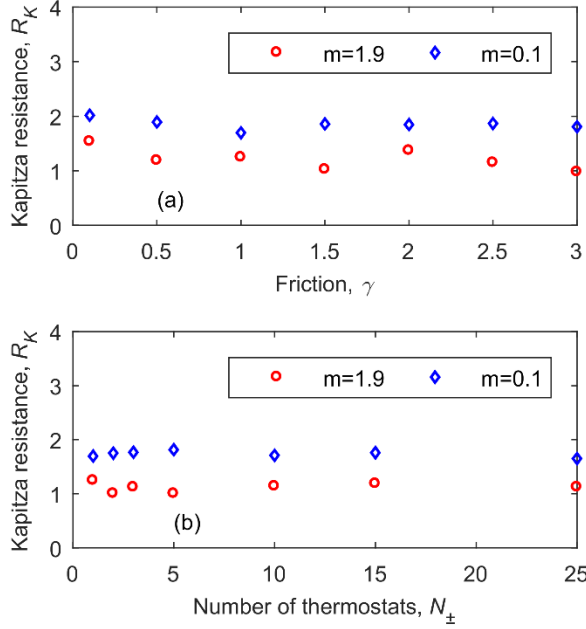 Kapitza resistance, R_K
4
3
2
1
0
m=1.9 m=0.1
(a)
0 0.5 1 1.5 2 2.5 3
Friction, γ
Kapitza resistance, R_K
4
3
2
1
0
m=1.9 m=0.1
(b)
0 5 10 15 20 25
Number of thermostats, N_±